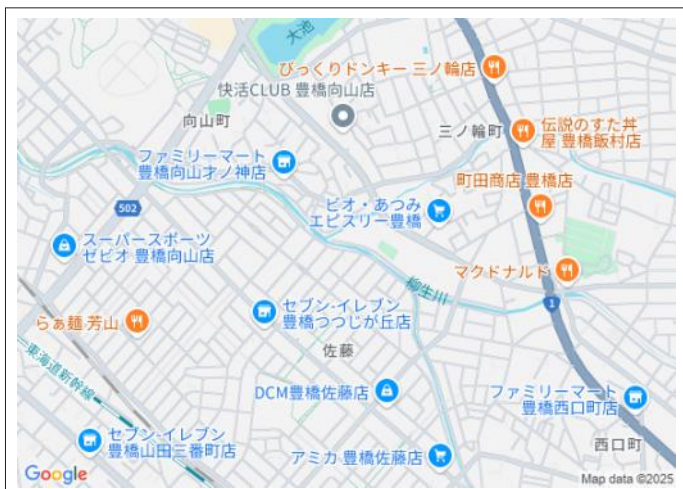 大池
びっくりドンキー 三ノ輪店
快活CLUB 豊橋向山店
向山町
三ノ輪町
伝説のすた丼
屋 豊橋飯村店
ファミリーマート
豊橋向山才ノ神店
町田商店 豊橋店
502
ビオ・あつみ
エピスリー豊橋
スーパースポーツ
ゼビオ 豊橋向山店
マクドナルド
柳生川
1
セブン-イレブン
豊橋つつじが丘店
らぁ麺 芳山
東海道新幹線
佐藤
DCM豊橋佐藤店
ファミリーマート
豊橋西口町店
セブン-イレブン
豊橋山田三番町店
アミカ 豊橋佐藤店
西口町
Google
Map data ©2025